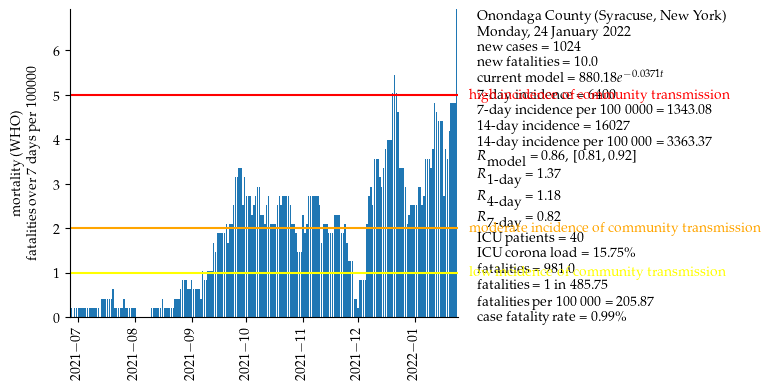 Onondaga County (Syracuse, New York)
Monday, 24 January 2022
new cases = 1024
new fatalities = 10.0
current model = 880.18e^−0.0371t
7-day incidence = 6400
high incidence of community transmission
7-day incidence per 100 0000 = 1343.08
14-day incidence = 16027
14-day incidence per 100 000 = 3363.37
R model = 0.86, [0.81, 0.92]
R 1-day = 1.37
R 4-day = 1.18
R 7-day = 0.82
moderate incidence of community transmission
ICU patients = 40
ICU corona load = 15.75%
fatalities = 981.0
low incidence of community transmission
fatalities = 1 in 485.75
fatalities per 100 000 = 205.87
case fatality rate = 0.99%
mortality (WHO)
fatalities over 7 days per 100000
6
5
4
3
2
1
0
2021−07
2021−08
2021−09
2021−10
2021−11
2021−12
2022−01